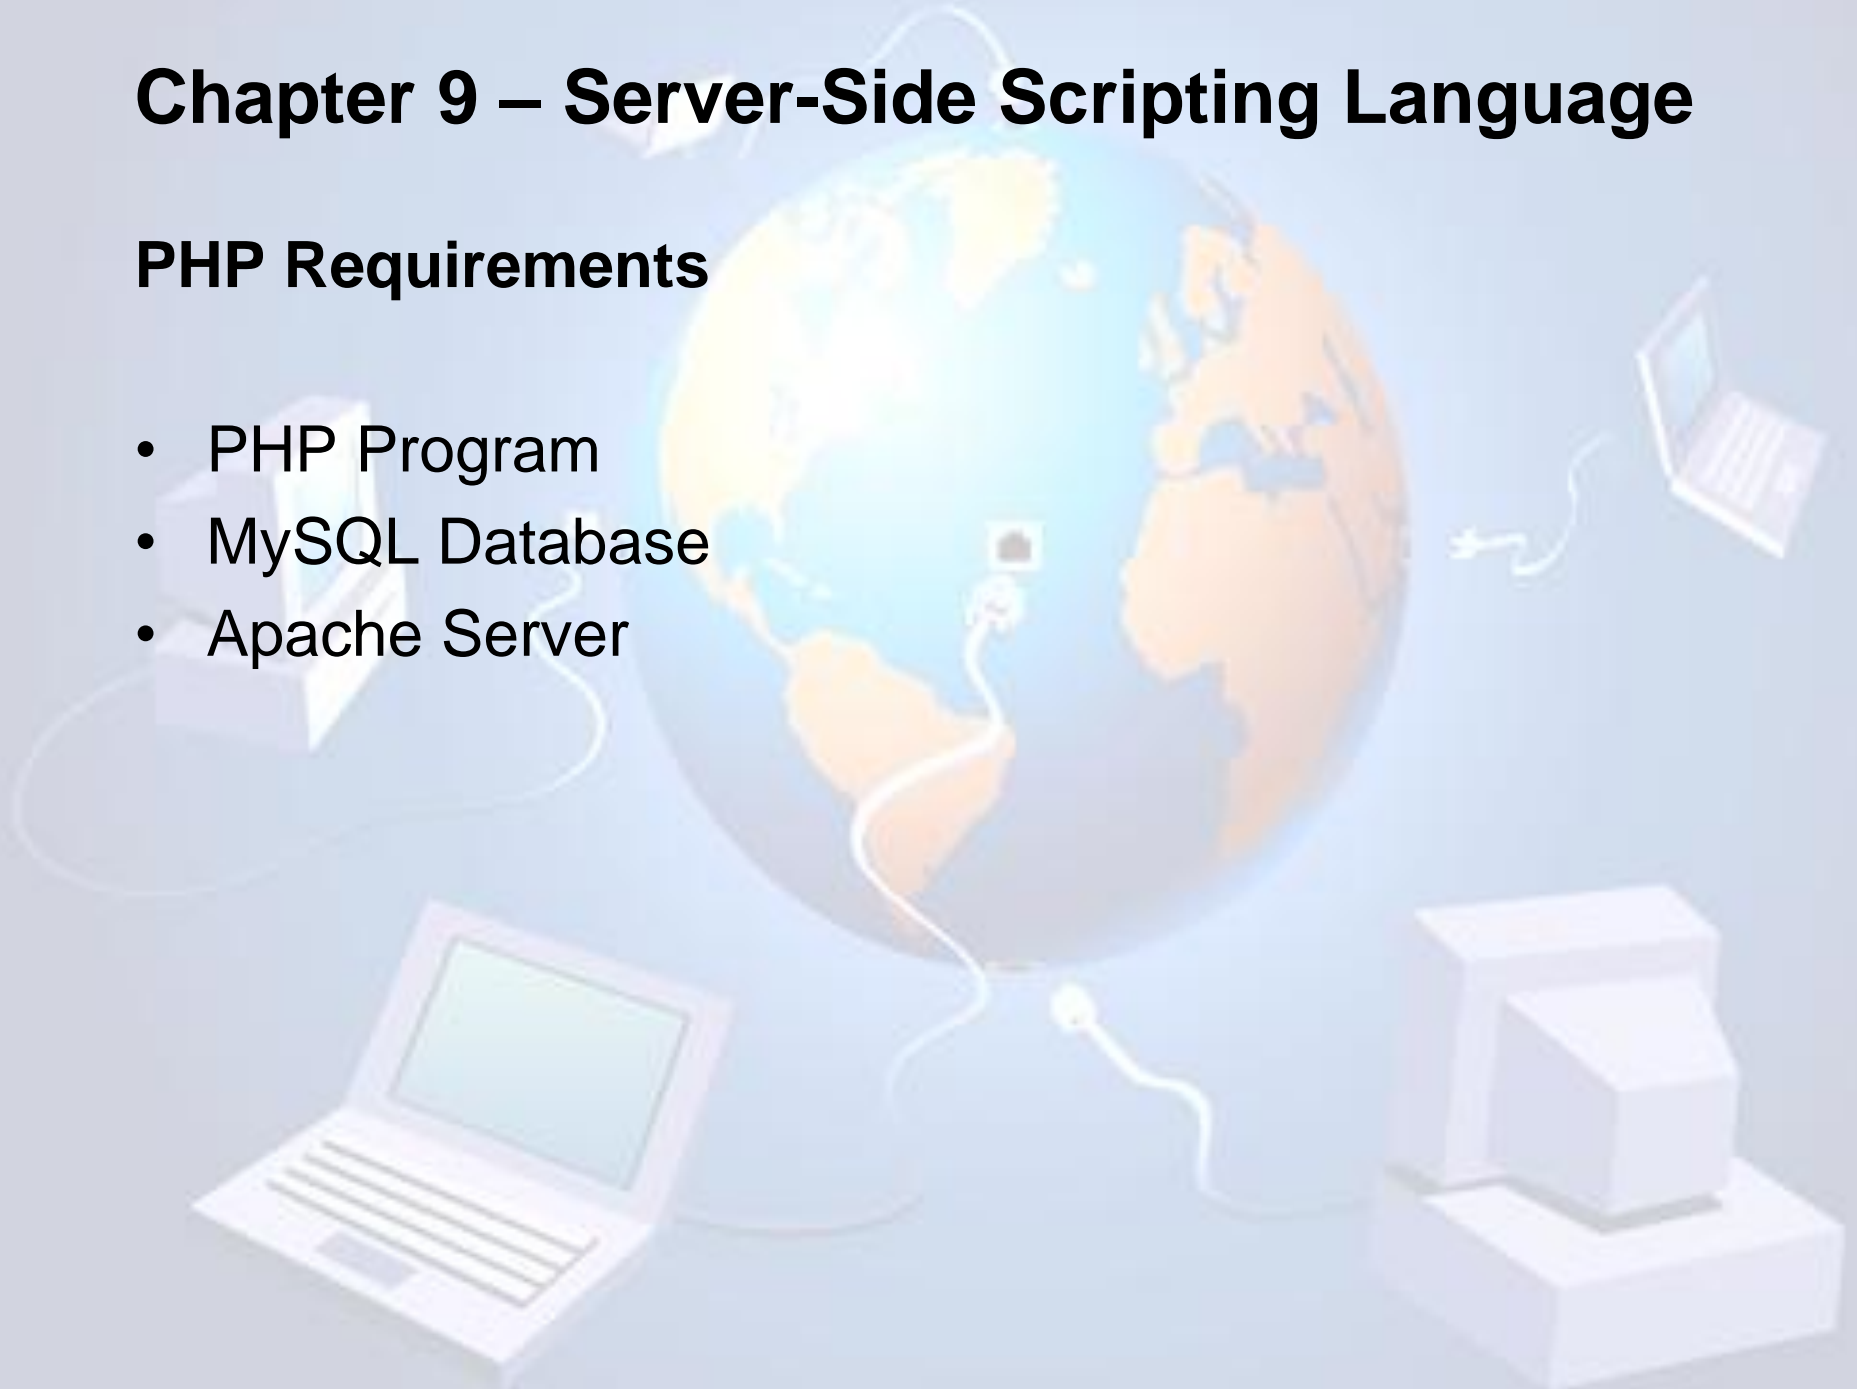 Chapter 9 – Server-Side Scripting Language
PHP Requirements
• PHP Program
• MySQL Database
• Apache Server